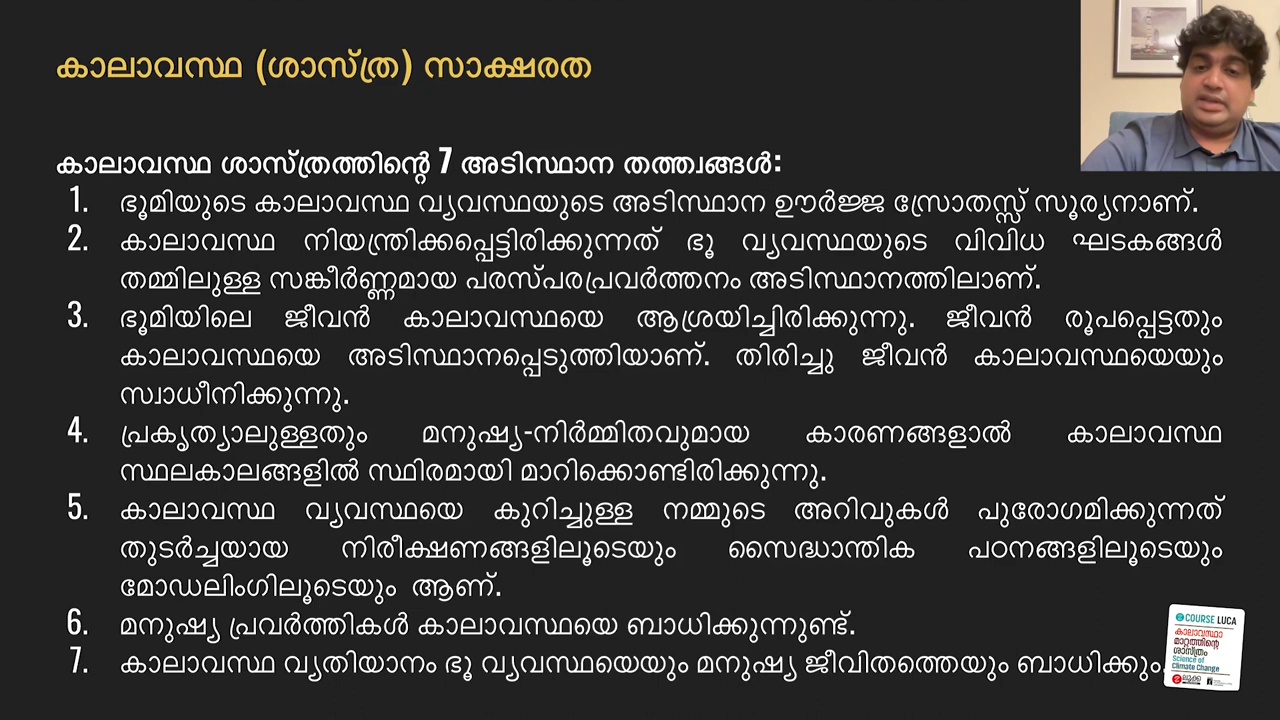 കാലാവസ്ഥ (ശാസ്ത്ര) സാക്ഷരത
കാലാവസ്ഥ ശാസ്ത്രത്തിന്റെ 7 അടിസ്ഥാന തത്ത്വങ്ങൾ:
1. ഭൂമിയുടെ കാലാവസ്ഥ വ്യവസ്ഥയുടെ അടിസ്ഥാന ഊർജ്ജ സ്രോതസ്സ് സൂര്യനാണ്.
2. കാലാവസ്ഥ നിയന്ത്രിക്കപ്പെട്ടിരിക്കുന്നത് ഭൂ വ്യവസ്ഥയുടെ വിവിധ ഘടകങ്ങൾ
തമ്മിലുള്ള സങ്കീർണ്ണമായ പരസ്പരപ്രവർത്തനം അടിസ്ഥാനത്തിലാണ്.
3. ഭൂമിയിലെ ജീവൻ കാലാവസ്ഥയെ ആശ്രയിച്ചിരിക്കുന്നു. ജീവൻ രൂപപ്പെട്ടതും
കാലാവസ്ഥയെ അടിസ്ഥാനപ്പെടുത്തിയാണ്. തിരിച്ചു ജീവൻ കാലാവസ്ഥയെയും
സ്വാധീനിക്കുന്നു.
4. പ്രകൃത്യാലുള്ളതും മനുഷ്യ-നിർമ്മിതവുമായ കാരണങ്ങളാൽ കാലാവസ്ഥ
സ്ഥലകാലങ്ങളിൽ സ്ഥിരമായി മാറിക്കൊണ്ടിരിക്കുന്നു.
5. കാലാവസ്ഥ വ്യവസ്ഥയെ കുറിച്ചുള്ള നമ്മുടെ അറിവുകൾ പുരോഗമിക്കുന്നത്
തുടർച്ചയായ നിരീക്ഷണങ്ങളിലൂടെയും സൈദ്ധാന്തിക പഠനങ്ങളിലൂടെയും
മോഡലിംഗിലൂടെയും ആണ്.
6. മനുഷ്യ പ്രവർത്തികൾ കാലാവസ്ഥയെ ബാധിക്കുന്നുണ്ട്.
7. കാലാവസ്ഥ വ്യതിയാനം ഭൂ വ്യവസ്ഥയെയും മനുഷ്യ ജീവിതത്തെയും ബാധിക്കും.
COURSE LUCA
കാലാവസ്ഥാ
മാറ്റത്തിന്റെ
ശാസ്ത്രം
Science of
Climate Change
ലൂക്ക